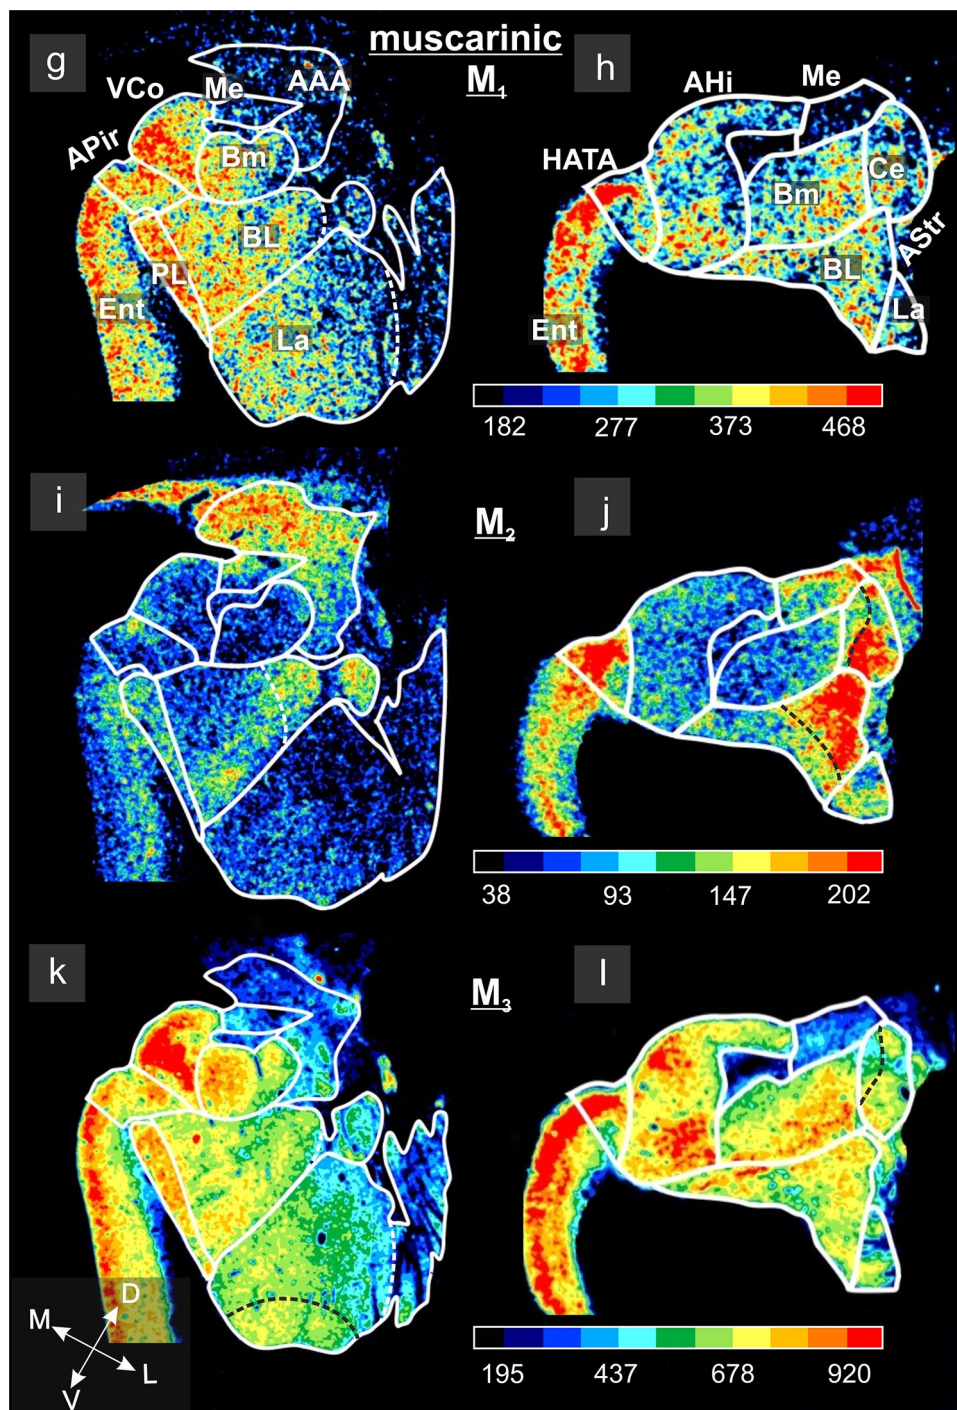 muscarinic
g
M1
h
VCo
Me
AAA
AHi
Me
APir
Bm
HATA
Bm
Ce
BL
AStr
PL
BL
Ent
La
La
Ent
182 277 373 468
i
M2
j
38 93 147 202
k
M3
l
D
M
L
V
195 437 678 920